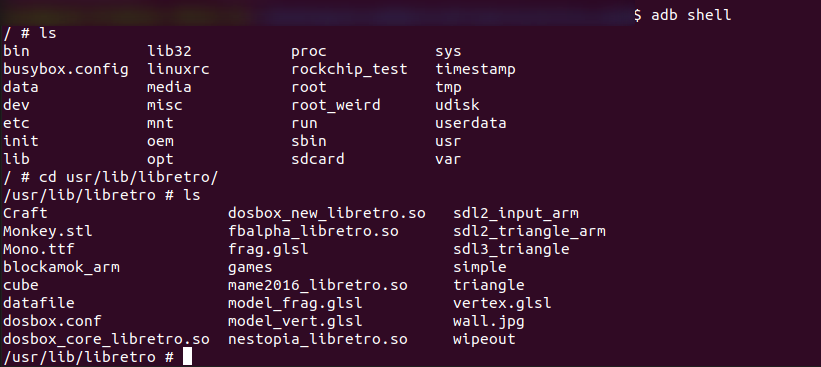 $ adb shell
/ # ls
bin lib32 proc sys
busybox.config linuxrc rockchip_test timestamp
data media root tmp
dev misc root_weird udisk
etc mnt run userdata
init oem sbin usr
lib opt sdcard var
/ # cd usr/lib/libretro/
/usr/lib/libretro # ls
Craft dosbox_new_libretro.so sdl2_input_arm
Monkey.stl fbalpha_libretro.so sdl2_triangle_arm
Mono.ttf frag.glsl sdl3_triangle
blockamok_arm games simple
cube mame2016_libretro.so triangle
datafile model_frag.glsl vertex.glsl
dosbox.conf model_vert.glsl wall.jpg
dosbox_core_libretro.so nestopia_libretro.so wipeout
/usr/lib/libretro #